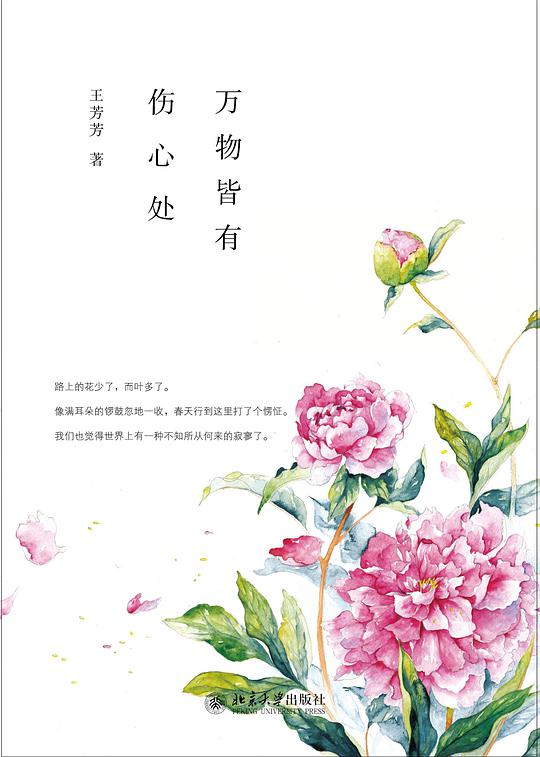 万物皆有
伤心处
王芳芳 著
路上的花少了，而叶多了。
像满耳朵的锣鼓忽地一收，春天行到这里打了个愣怔。
我们也觉得世界上有一种不知所从何来的寂寥了。
北京大学出版社
PEKING UNIVERSITY PRESS